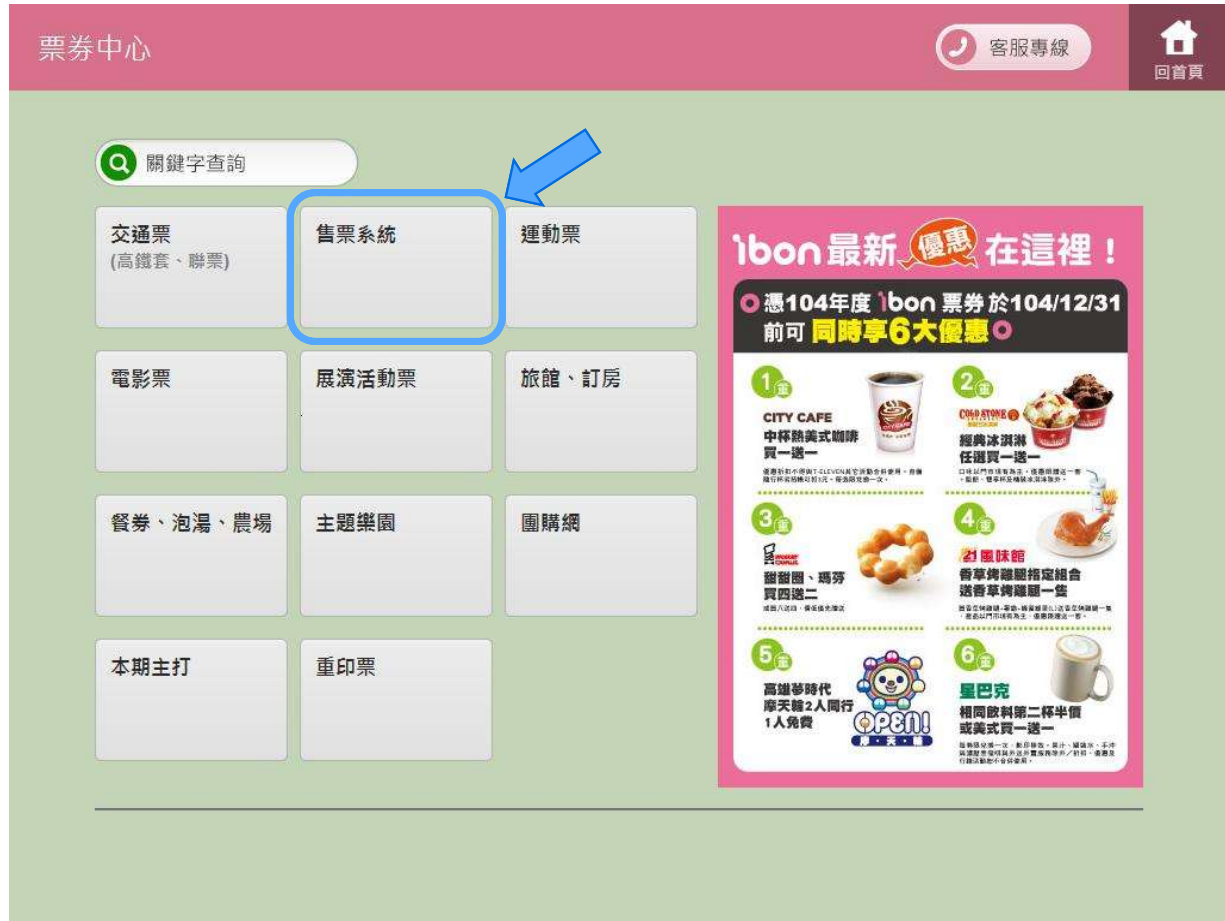 票券中心
客服專線
回首頁
關鍵字查詢
交通票
(高鐵套、聯票)
售票系統
運動票
電影票
展演活動票
旅館、訂房
餐券、泡湯、農場
主題樂園
團購網
本期主打
重印票
ibon最新優惠在這裡！
憑104年度 ibon 票券 於104/12/31
前可 同時享6大優惠
1重
CITY CAFE
中杯熱美式咖啡
買一送一
2重
COLD STONE
經典冰淇淋
任選買一送一
3重
甜甜圈、瑪芬
買四送二
4重
21風味館
香草烤雞腿指定組合
送香草烤雞腿一隻
5重
高雄夢時代
摩天輪2人同行
1人免費
OPEN!
摩天輪
6重
星巴克
相同飲料第二杯半價
或美式買一送一